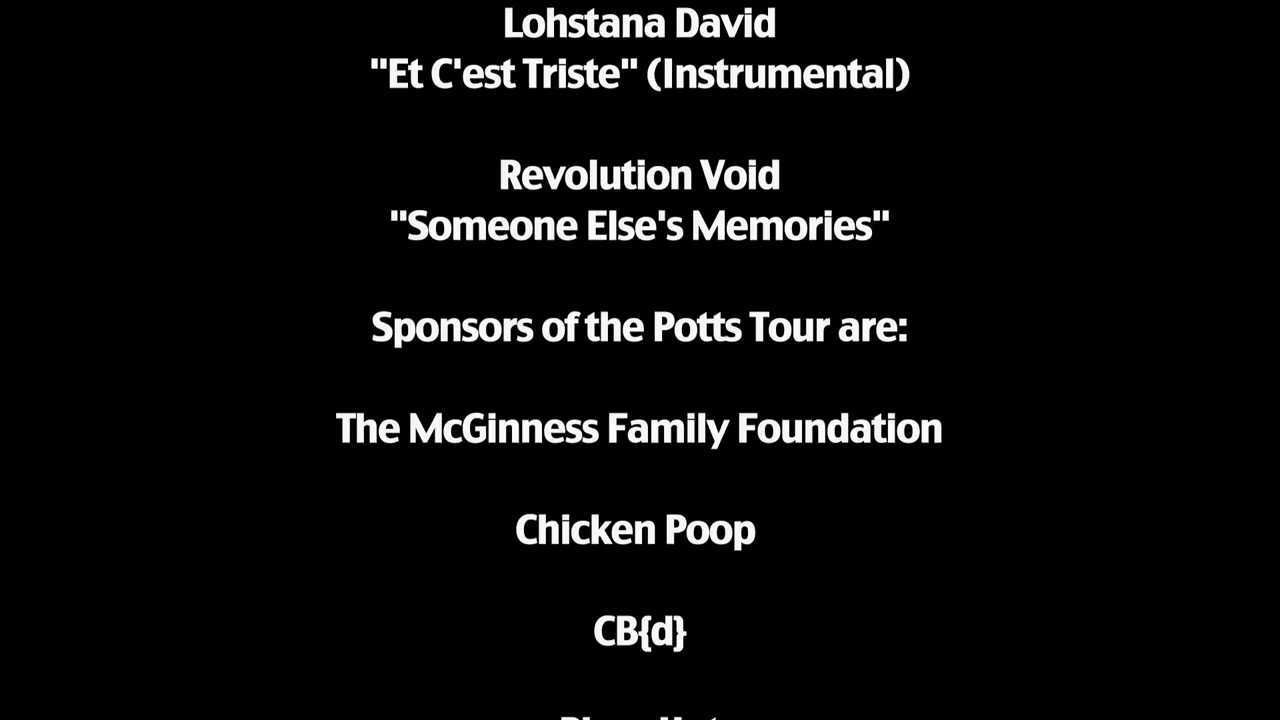 Lohstana David
"Et C'est Triste" (Instrumental)
Revolution Void
"Someone Else's Memories"
Sponsors of the Potts Tour are:
The McGinness Family Foundation
Chicken Poop
CB{d}